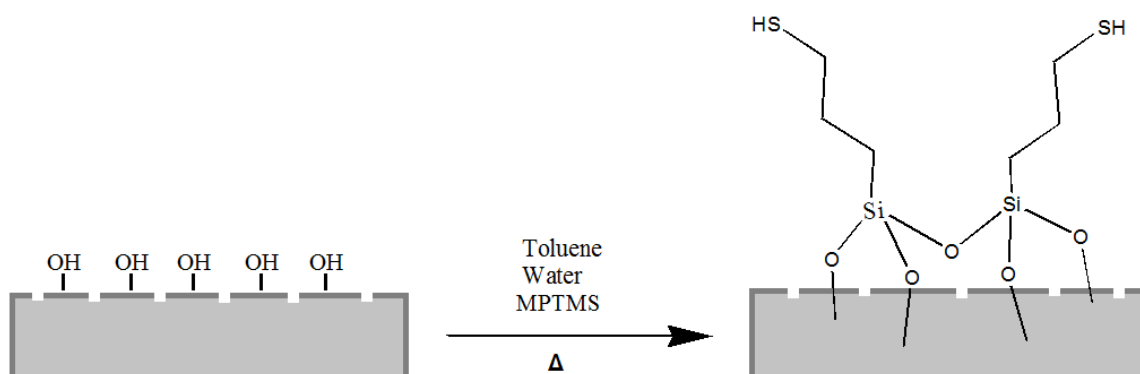 HS
SH
Si
Si
O
O
O
O
O
OH OH OH OH OH
Toluene
Water
MPTMS
Δ